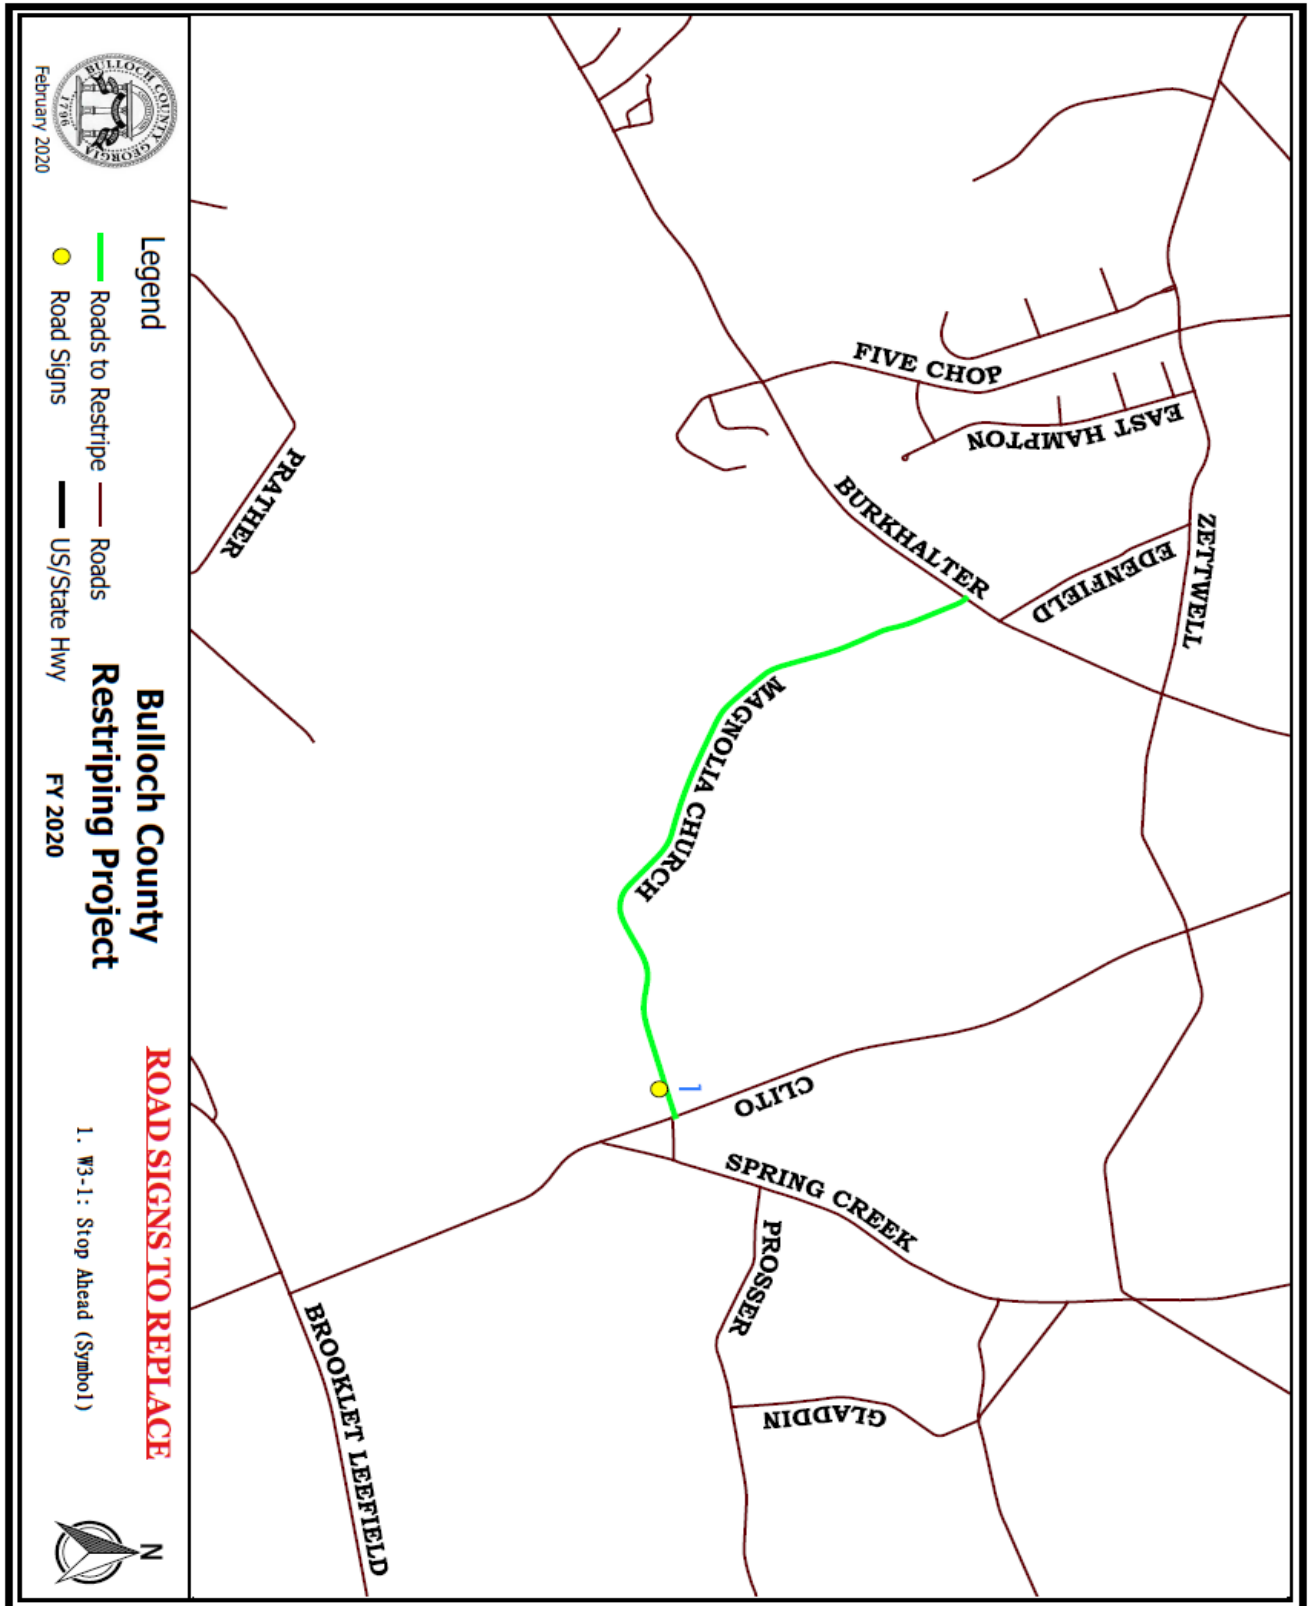 ZETTWELL
EDENFIELD
EAST HAMPTON
FIVE CHOP
BURKHALTER
MAGNOLIA CHURCH
1
CLITO
SPRING CREEK
PROSSER
GLADDIN
BROOKLET LEEFIELD
PRATHER
BULLOCH COUNTY GEORGIA
1796
February 2020
Legend
Roads to Restripe
Roads
Road Signs
US/State Hwy
Bulloch County
Restriping Project
FY 2020
ROAD SIGNS TO REPLACE
1. W3-1: Stop Ahead (Symbol)
N